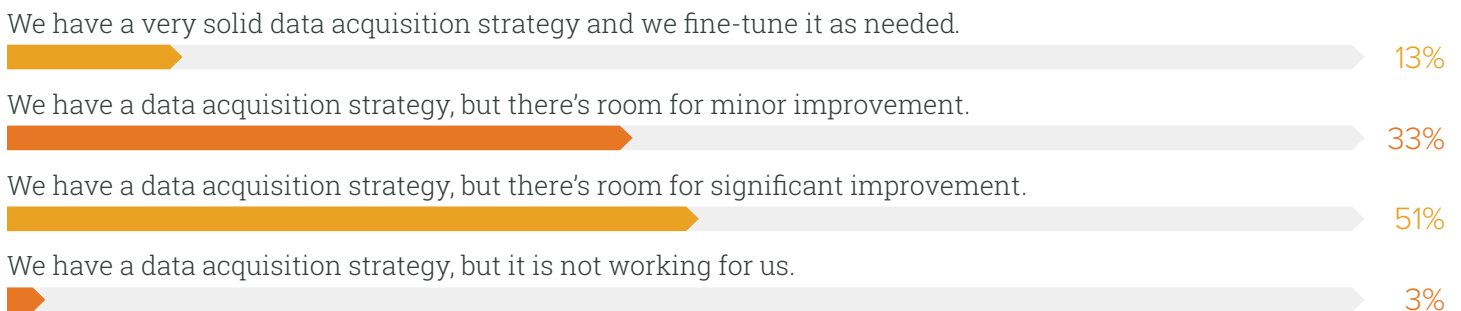 We have a very solid data acquisition strategy and we fine-tune it as needed.
13%
We have a data acquisition strategy, but there’s room for minor improvement.
33%
We have a data acquisition strategy, but there’s room for significant improvement.
51%
We have a data acquisition strategy, but it is not working for us.
3%